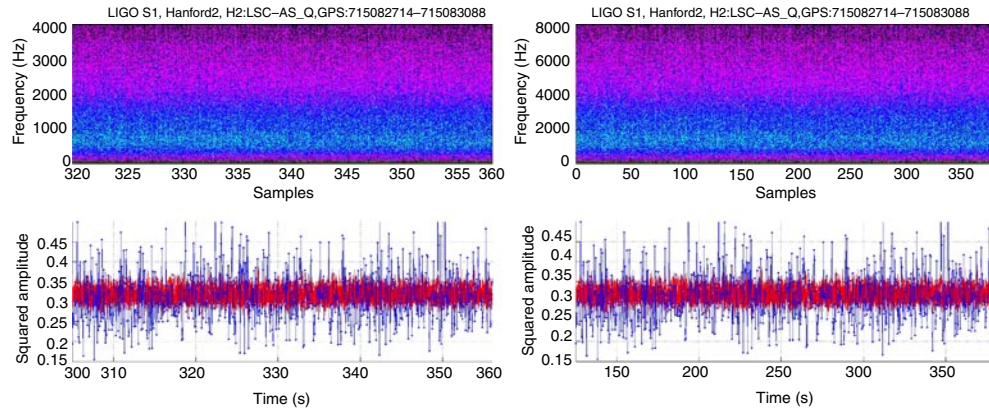 LIGO S1, Hanford2, H2:LSC–AS_Q,GPS:715082714–715083088
4000
3000
2000
1000
0
Frequency (Hz)
320 325 330 335 320 340 345 350 355 360
Samples
0.45
0.4
0.35
0.3
0.25
0.2
0.15
Squared amplitude
300 310 320 330 340 350 360
Time (s)
LIGO S1, Hanford2, H2:LSC–AS_Q,GPS:715082714–715083088
8000
6000
4000
2000
0
Frequency (Hz)
0 50 100 150 200 250 300 350
Samples
0.45
0.4
0.35
0.3
0.25
0.2
0.15
Squared amplitude
150 200 250 300 350
Time (s)